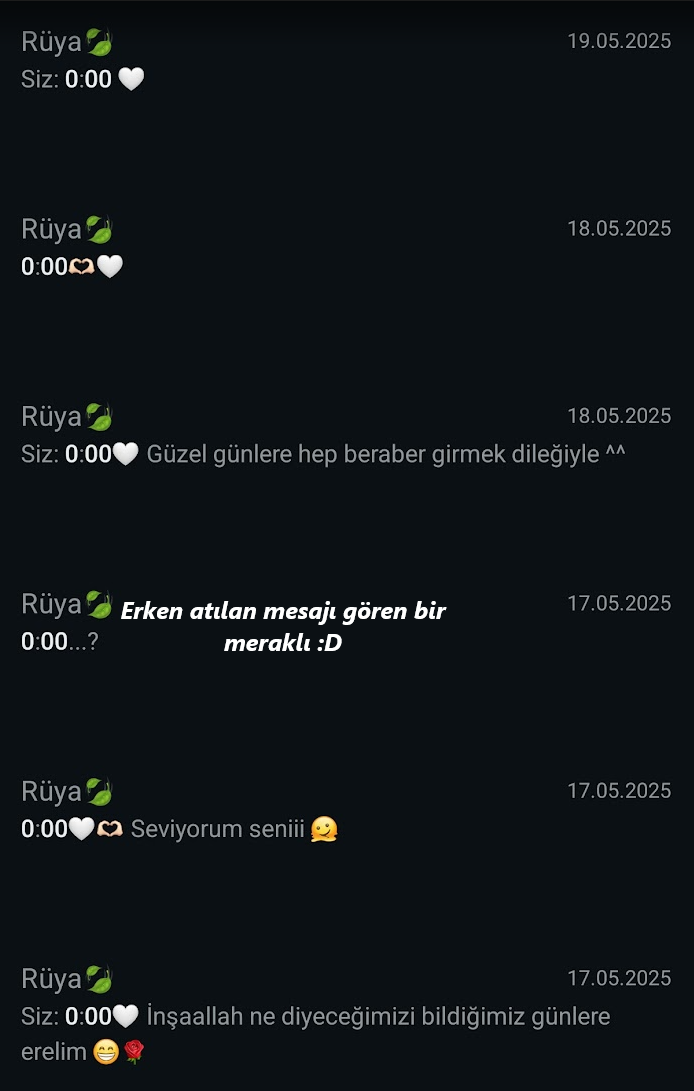 Rüya🍃 19.05.2025
Siz: 0:00 🤍
Rüya🍃 18.05.2025
0:00🫶🏻🤍
Rüya🍃 18.05.2025
Siz: 0:00🤍 Güzel günlere hep beraber girmek dileğiyle ^^
Rüya🍃 17.05.2025
Erken atılan mesajı gören bir
meraklı :D
0:00...?
Rüya🍃 17.05.2025
0:00🤍🫶🏻 Seviyorum seniii 🫠
Rüya🍃 17.05.2025
Siz: 0:00🤍 İnşaallah ne diyeceğimizi bildiğimiz günlere
erelim 😁🌹